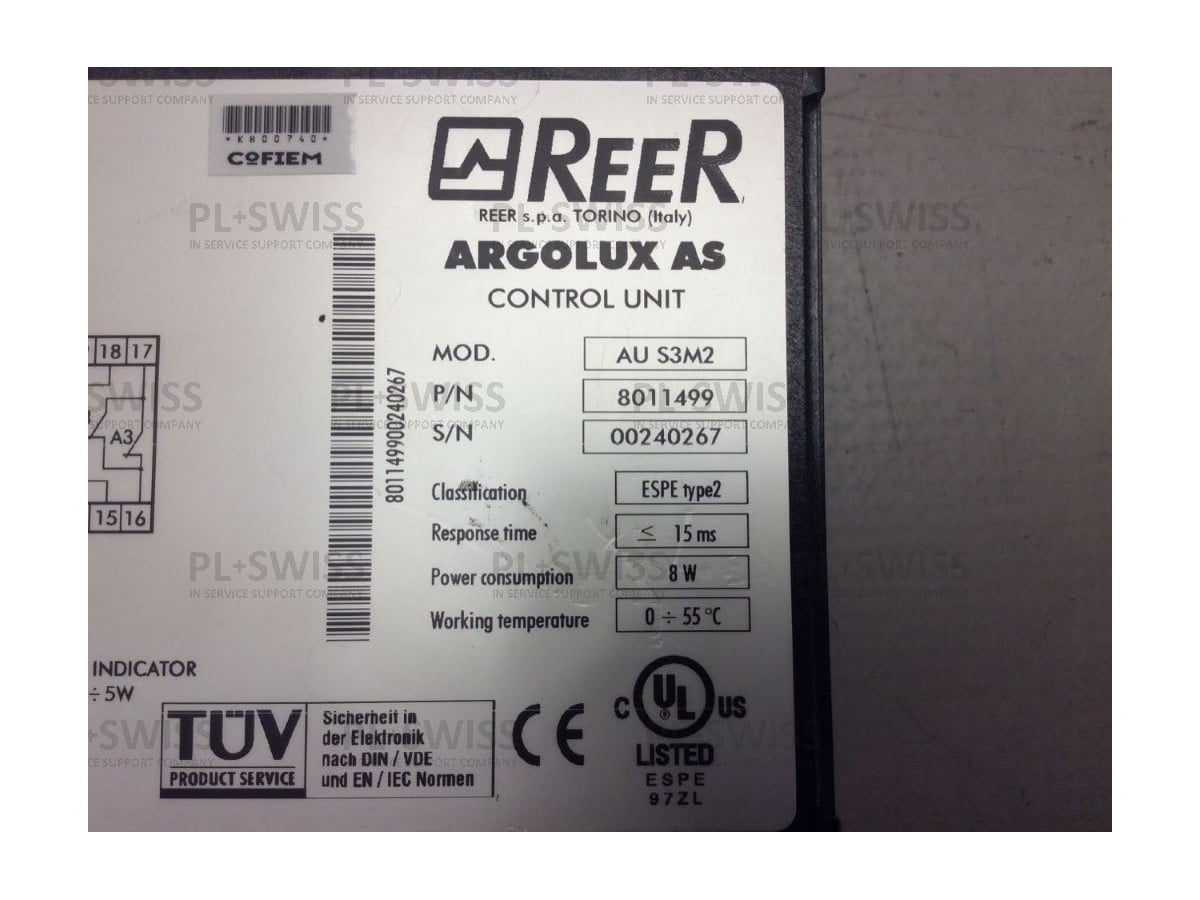 *KH00740*
COFIEM
REER
REER s.p.a. TORINO (Italy)
ARGOLUX AS
CONTROL UNIT
MOD. AU S3M2
P/N 8011499
S/N 00240267
801149900240267
18 17
A3
15 16
Classification ESPE type2
Response time ≤ 15 ms
Power consumption 8 W
Working temperature 0 ÷ 55 °C
INDICATOR
÷ 5W
TÜV
PRODUCT SERVICE
Sicherheit in
der Elektronik
nach DIN / VDE
und EN / IEC Normen
CE
C UL US
LISTED
ESPE
97ZL
PL+SWISS
IN SERVICE SUPPORT COMPANY